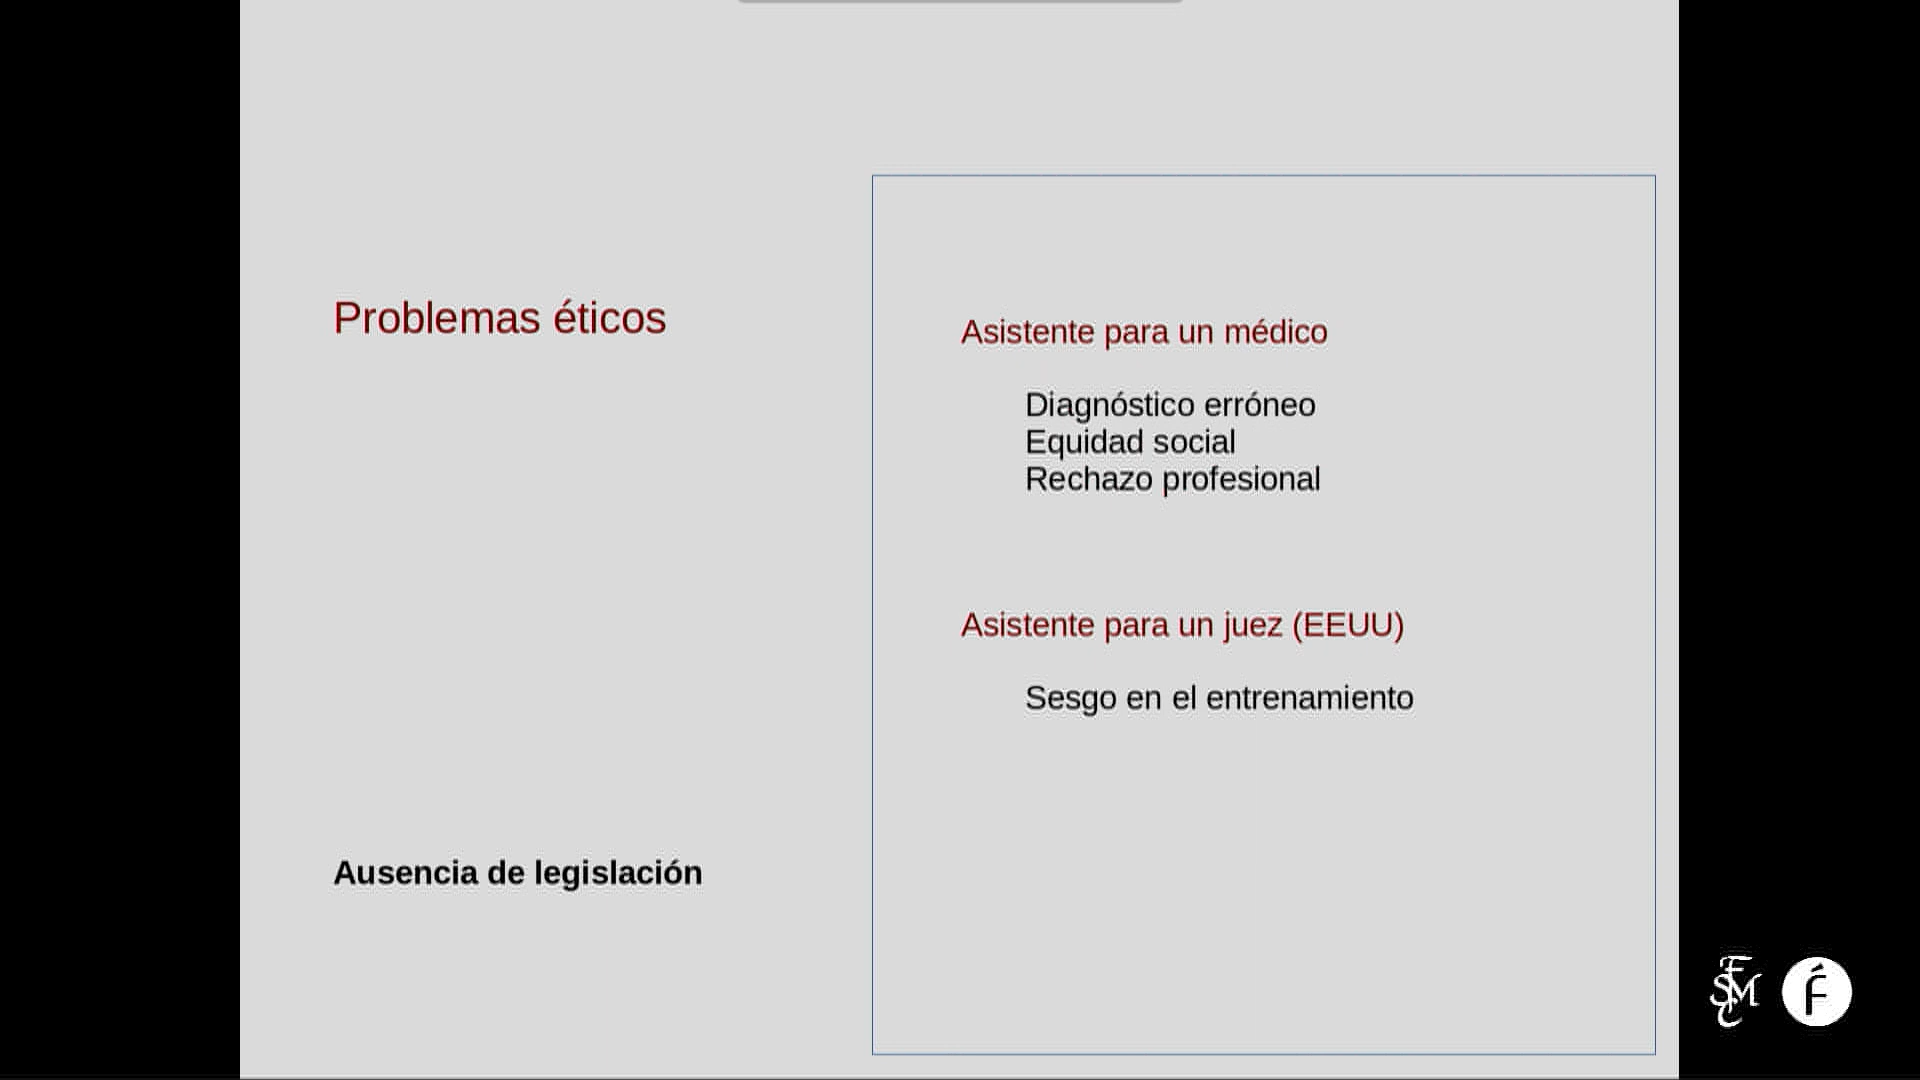 Problemas éticos
Ausencia de legislación
Asistente para un médico
Diagnóstico erróneo
Equidad social
Rechazo profesional
Asistente para un juez (EEUU)
Sesgo en el entrenamiento